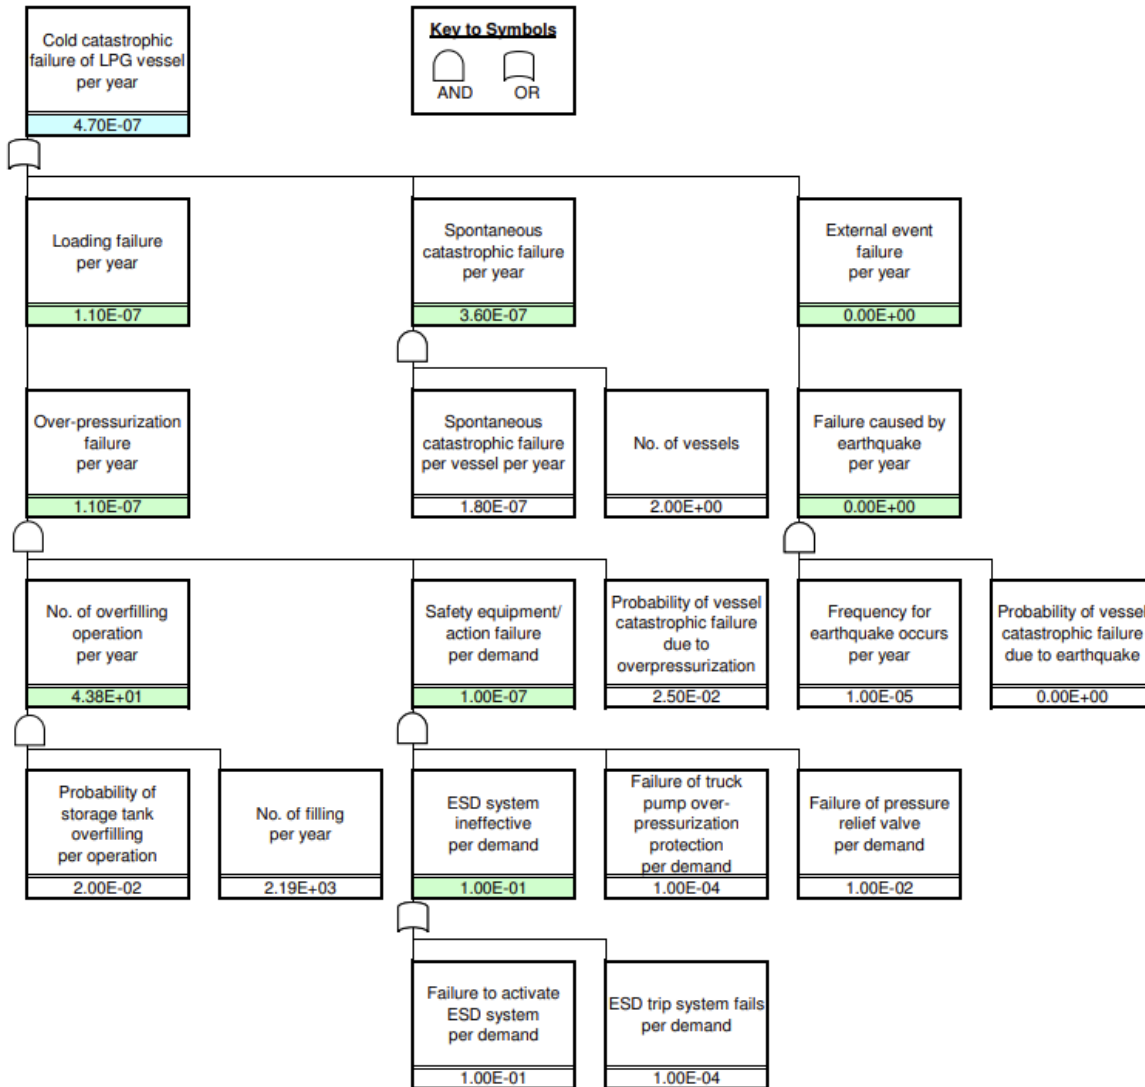 Cold catastrophic
failure of LPG vessel
per year
4.70E-07
Key to Symbols
AND
OR
Loading failure
per year
1.10E-07
Spontaneous
catastrophic failure
per year
3.60E-07
External event
failure
per year
0.00E+00
Over-pressurization
failure
per year
1.10E-07
Spontaneous
catastrophic failure
per vessel per year
1.80E-07
No. of vessels
2.00E+00
Failure caused by
earthquake
per year
0.00E+00
No. of overfilling
operation
per year
4.38E+01
Safety equipment/
action failure
per demand
1.00E-07
Probability of vessel
catastrophic failure
due to
overpressurization
2.50E-02
Frequency for
earthquake occurs
per year
1.00E-05
Probability of vessel
catastrophic failure
due to earthquake
0.00E+00
Probability of
storage tank
overfilling
per operation
2.00E-02
No. of filling
per year
2.19E+03
ESD system
ineffective
per demand
1.00E-01
Failure of truck
pump over-
pressurization
protection
per demand
1.00E-04
Failure of pressure
relief valve
per demand
1.00E-02
Failure to activate
ESD system
per demand
1.00E-01
ESD trip system fails
per demand
1.00E-04